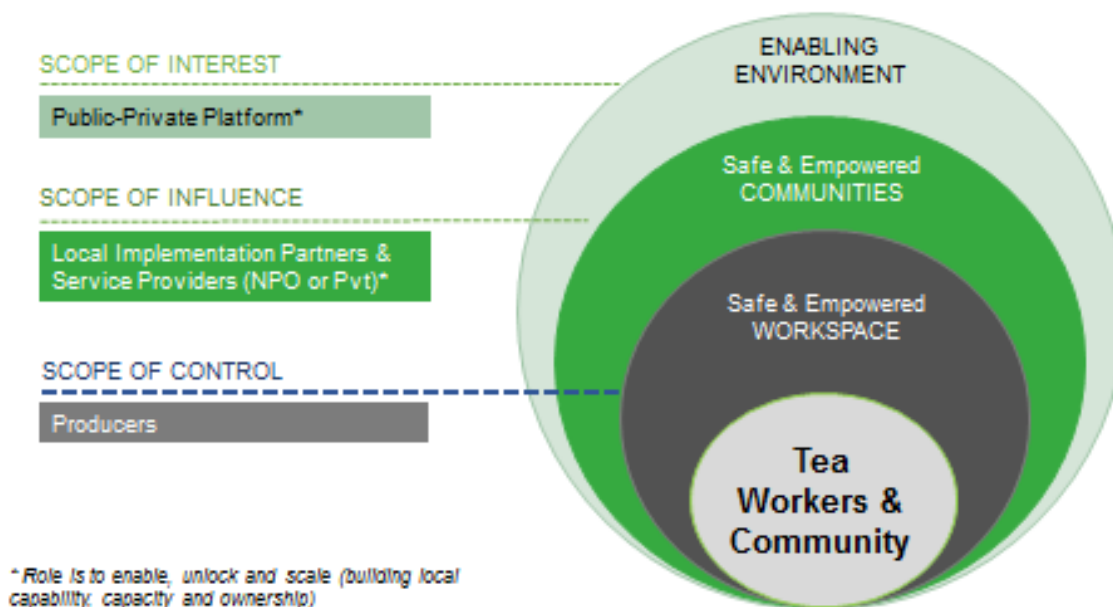 SCOPE OF INTEREST
Public-Private Platform*
SCOPE OF INFLUENCE
Local Implementation Partners &
Service Providers (NPO or Pvt)*
SCOPE OF CONTROL
Producers
* Role is to enable, unlock and scale (building local
capability, capacity and ownership)
ENABLING
ENVIRONMENT
Safe & Empowered
COMMUNITIES
Safe & Empowered
WORKSPACE
Tea
Workers &
Community